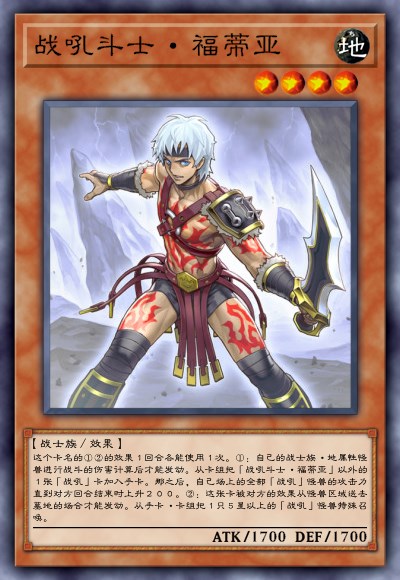 战吼斗士・福蒂亚
地
【战士族／效果】
这个卡名的①②的效果1回合各能使用1次。①：自己的战士族・地属性怪
兽进行战斗的伤害计算后才能发动。从卡组把「战吼斗士・福蒂亚」以外的
1张「战吼」卡加入手卡。那之后，自己场上的全部「战吼」怪兽的攻击力
直到对方回合结束时上升200。②：这张卡被对方的效果从怪兽区域送去
墓地的场合才能发动。从手卡・卡组把1只5星以上的「战吼」怪兽特殊召
唤。
ATK/1700 DEF/1700